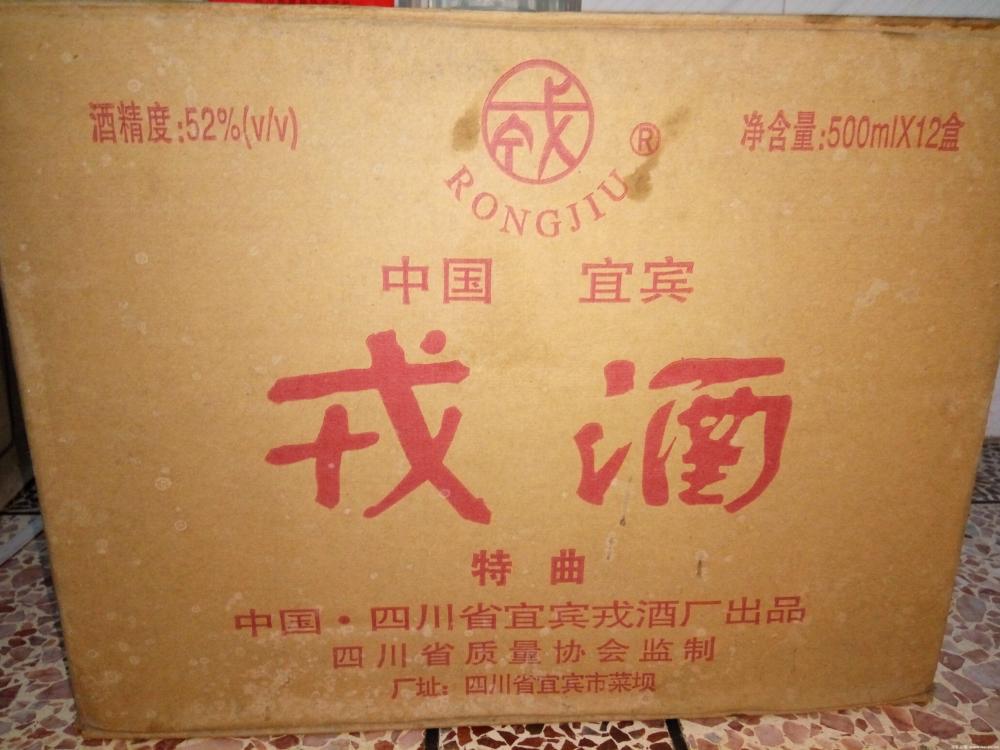 酒精度:52%(v/v)
戎
®
净含量:500mlX12盒
RONGJIU
中国 宜宾
戎酒
特曲
中国·四川省宜宾戎酒厂出品
四川省质量协会监制
厂址:四川省宜宾市菜坝